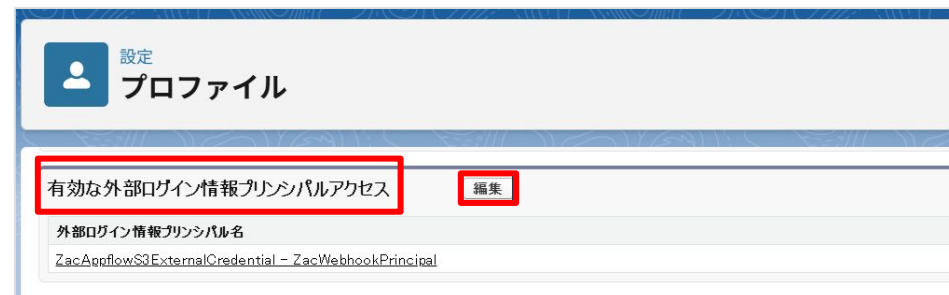 設定
プロファイル
有効な外部ログイン情報プリンシパルアクセス 編集
外部ログイン情報プリンシパル名
ZacAppflowS3ExternalCredential - ZacWebhookPrincipal